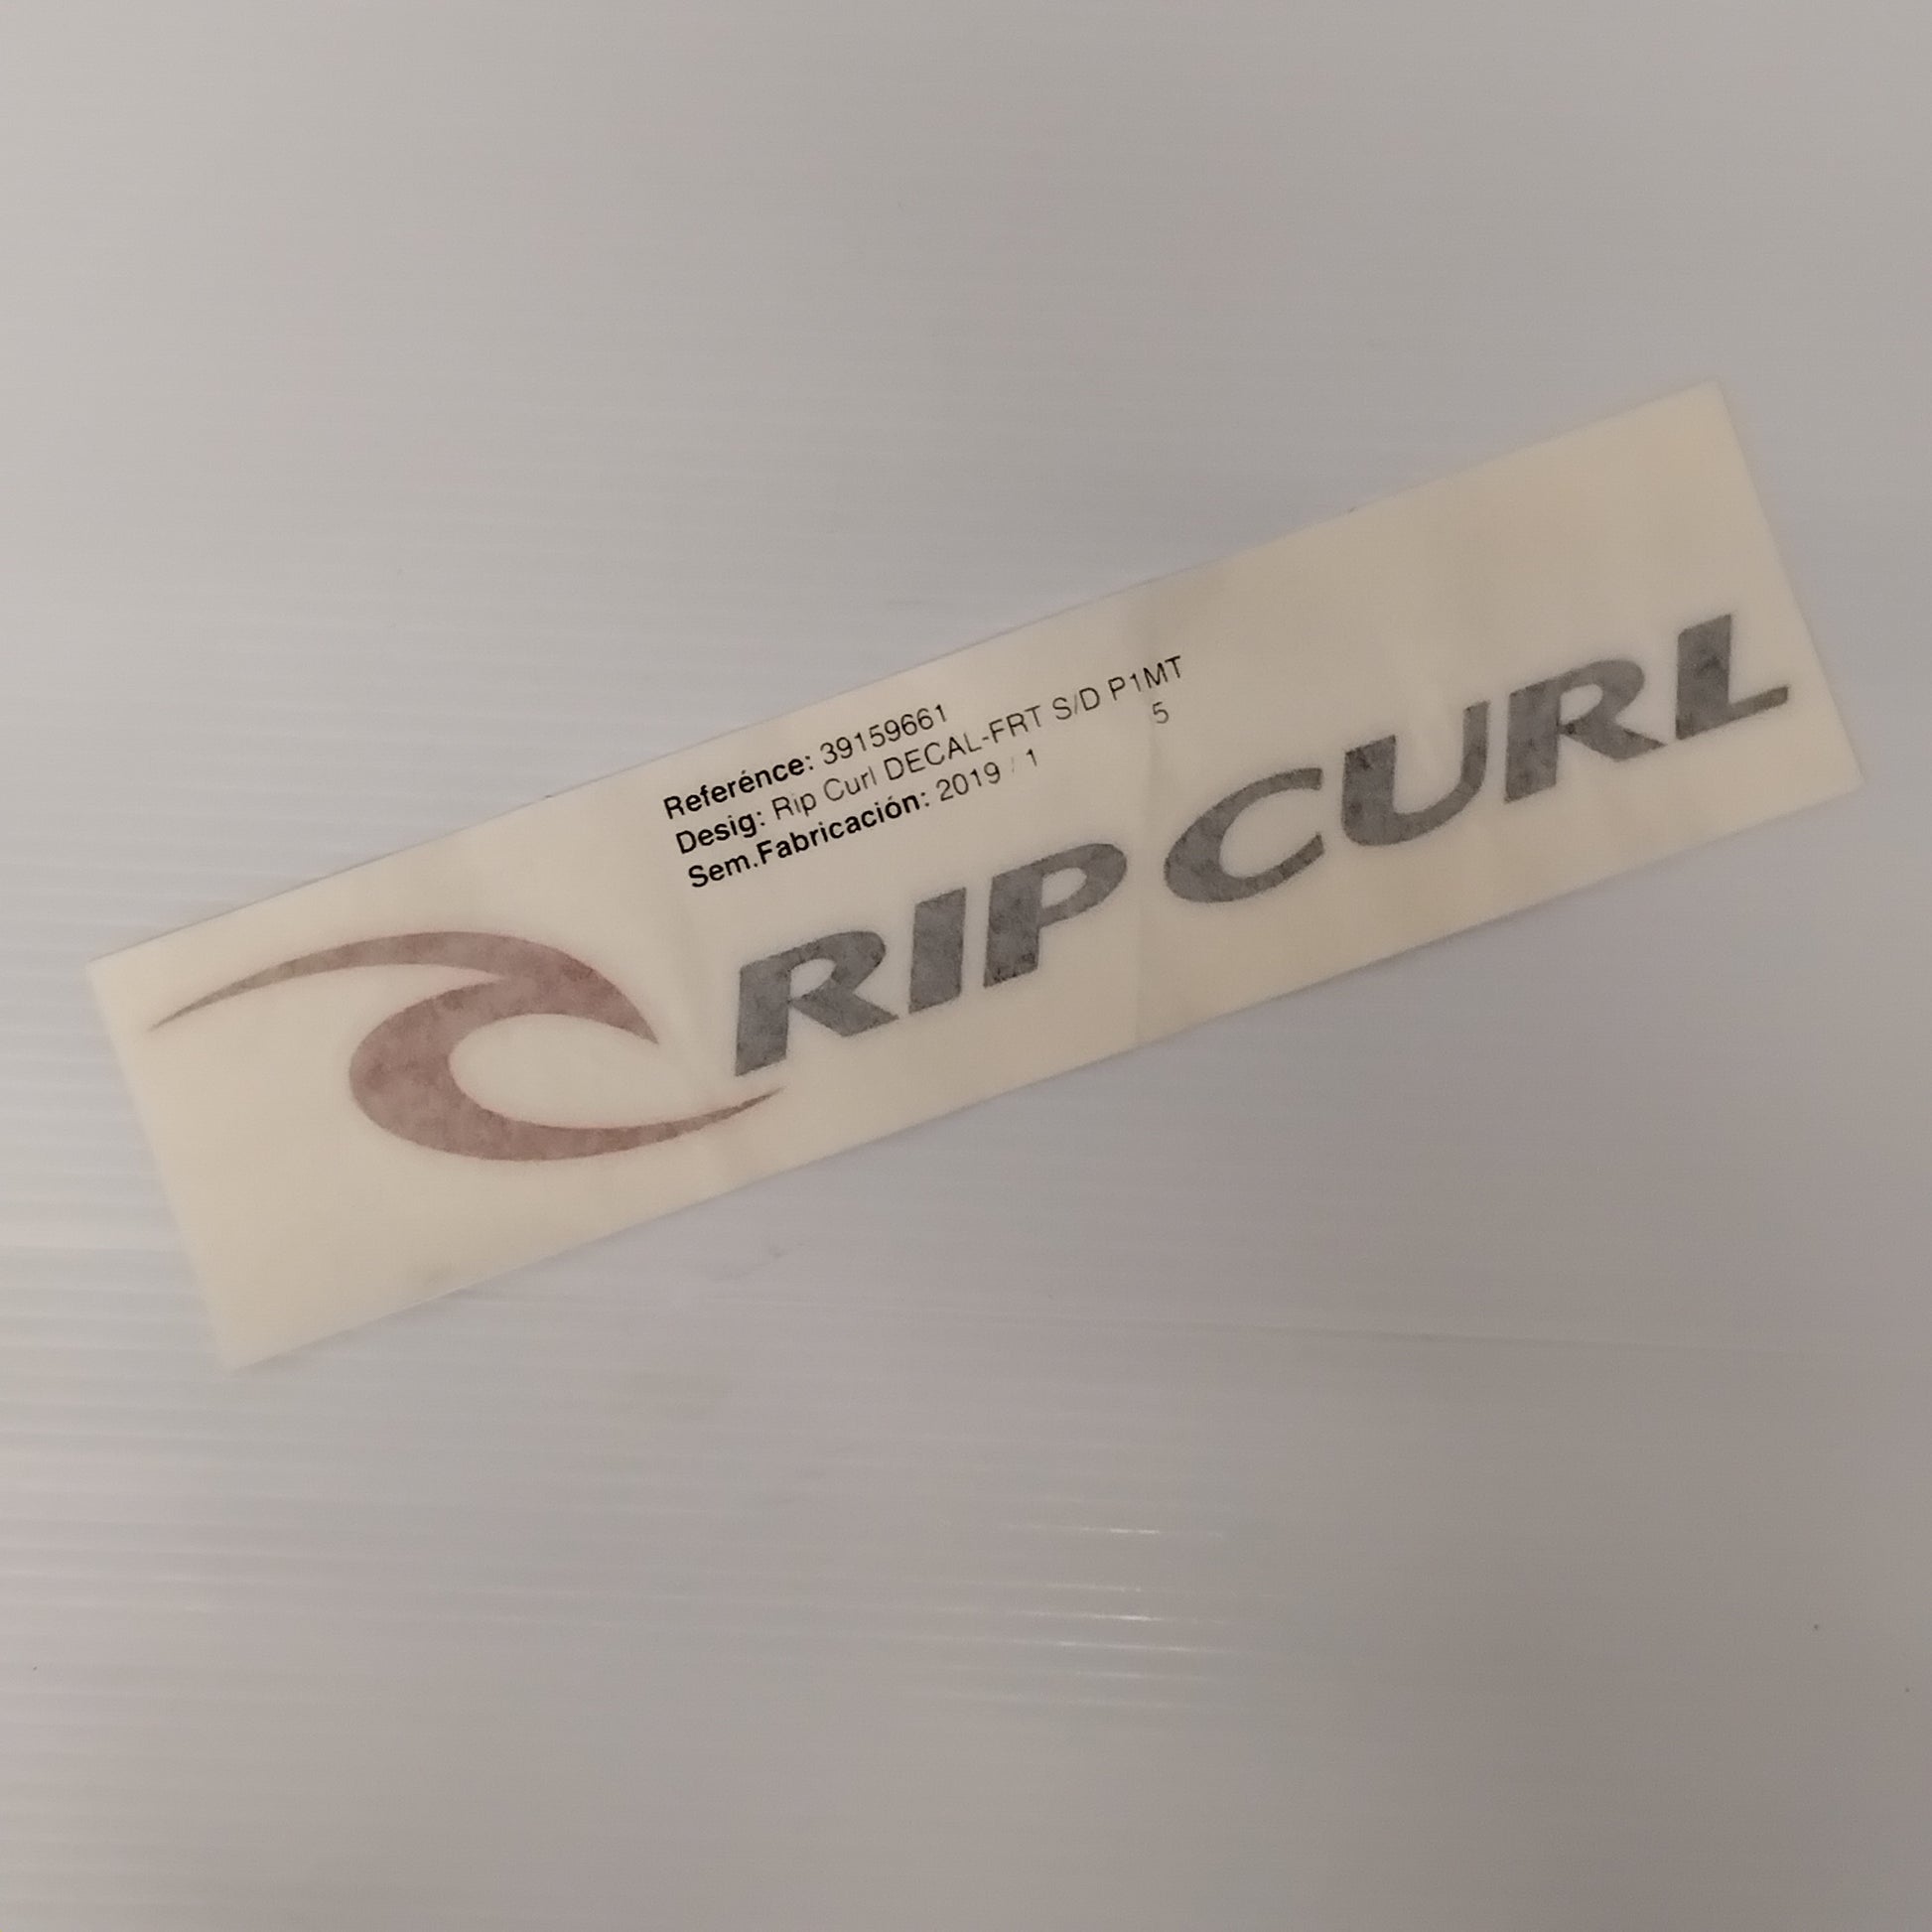 Referénce: 39159661
Desig: Rip Curl DECAL-FRT S/D P1MT
5
Sem.Fabricación: 2019 / 1
RIP CURL